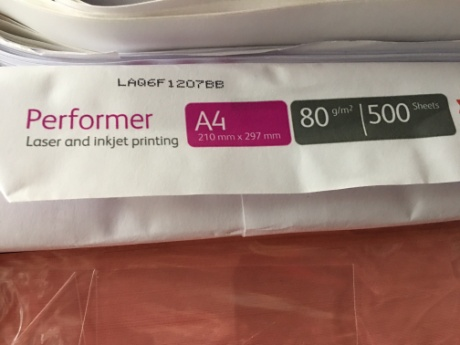 LAQ6F1207BB
Performer
Laser and inkjet printing
A4
210 mm x 297 mm
80 g/m² 500 Sheets